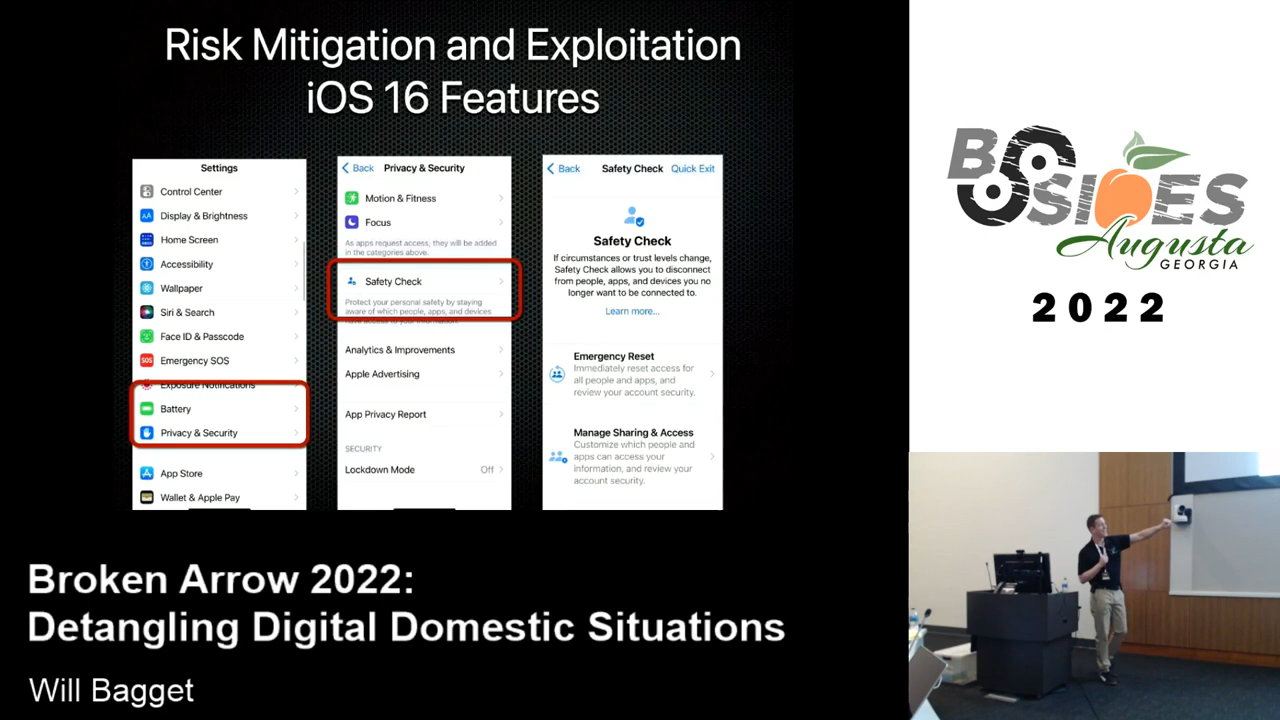 Risk Mitigation and Exploitation
iOS 16 Features
Settings
Control Center
Display & Brightness
Home Screen
Accessibility
Wallpaper
Siri & Search
Face ID & Passcode
Emergency SOS
Exposure Notifications
Battery
Privacy & Security
App Store
Wallet & Apple Pay
Back
Privacy & Security
Motion & Fitness
Focus
As apps request access, they will be added
in the categories above.
Safety Check
Protect your personal safety by staying
aware of which people, apps, and devices
have access to your information.
Analytics & Improvements
Apple Advertising
App Privacy Report
SECURITY
Lockdown Mode Off
Back
Safety Check
Quick Exit
Safety Check
If circumstances or trust levels change,
Safety Check allows you to disconnect
from people, apps, and devices you no
longer want to be connected to.
Learn more...
Emergency Reset
Immediately reset access for
all people and apps, and
review your account security.
Manage Sharing & Access
Customize which people and
apps can access your
information, and review your
account security.
BSIDES
Augusta
GEORGIA
2022
Broken Arrow 2022:
Detangling Digital Domestic Situations
Will Bagget